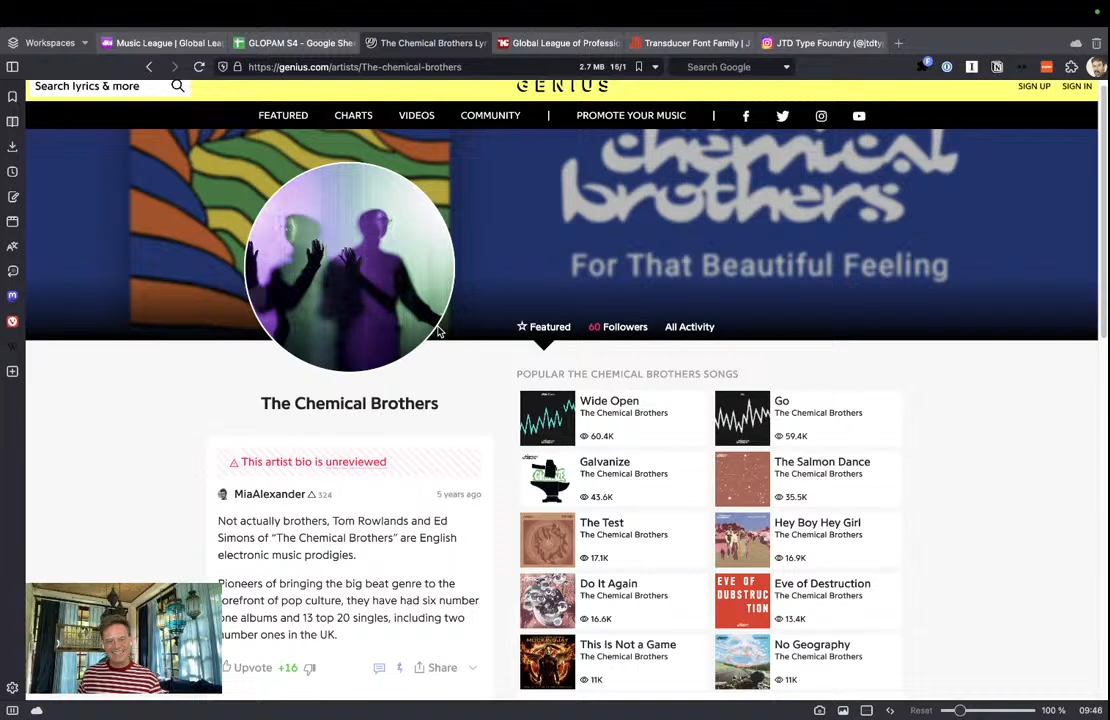 Workspaces
Music League | Global Lea
GLOPAM S4 - Google She
The Chemical Brothers Lyr
Global League of Professio
Transducer Font Family | J
JTD Type Foundry (@jtdty
https://genius.com/artists/The-chemical-brothers
2.7 MB 15/1
Search Google
Search lyrics & more
GENIUS
SIGN UP
SIGN IN
FEATURED
CHARTS
VIDEOS
COMMUNITY
PROMOTE YOUR MUSIC
chemical
brothers
For That Beautiful Feeling
Featured
60 Followers
All Activity
POPULAR THE CHEMICAL BROTHERS SONGS
The Chemical Brothers
This artist bio is unreviewed
MiaAlexander 324
5 years ago
Not actually brothers, Tom Rowlands and Ed
Simons of "The Chemical Brothers" are English
electronic music prodigies.
Pioneers of bringing the big beat genre to the
forefront of pop culture, they have had six number
one albums and 13 top 20 singles, including two
number ones in the UK.
Upvote +16
Share
Wide Open
The Chemical Brothers
60.4K
Go
The Chemical Brothers
59.4K
Galvanize
The Chemical Brothers
43.6K
The Salmon Dance
The Chemical Brothers
35.5K
The Test
The Chemical Brothers
17.1K
Hey Boy Hey Girl
The Chemical Brothers
16.9K
Do It Again
The Chemical Brothers
16.6K
EVE OF
DUBSTRUC
TION
Eve of Destruction
The Chemical Brothers
13.4K
This Is Not a Game
The Chemical Brothers
11K
No Geography
The Chemical Brothers
11K
Reset
100 %
09:46